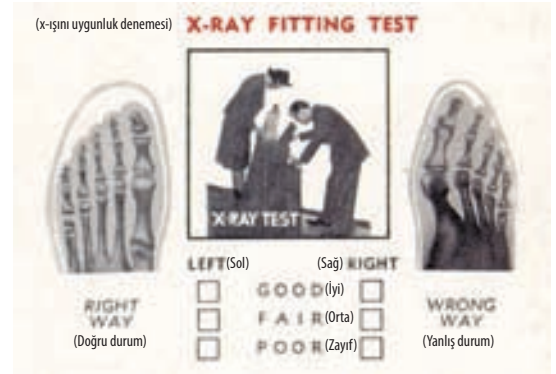 (x-ışını uygunluk denemesi) X-RAY FITTING TEST
X-RAY TEST
LEFT (Sol) (Sağ) RIGHT
GOOD (İyi)
FAIR (Orta)
POOR (Zayıf)
RIGHT
WAY
(Doğru durum)
WRONG
WAY
(Yanlış durum)